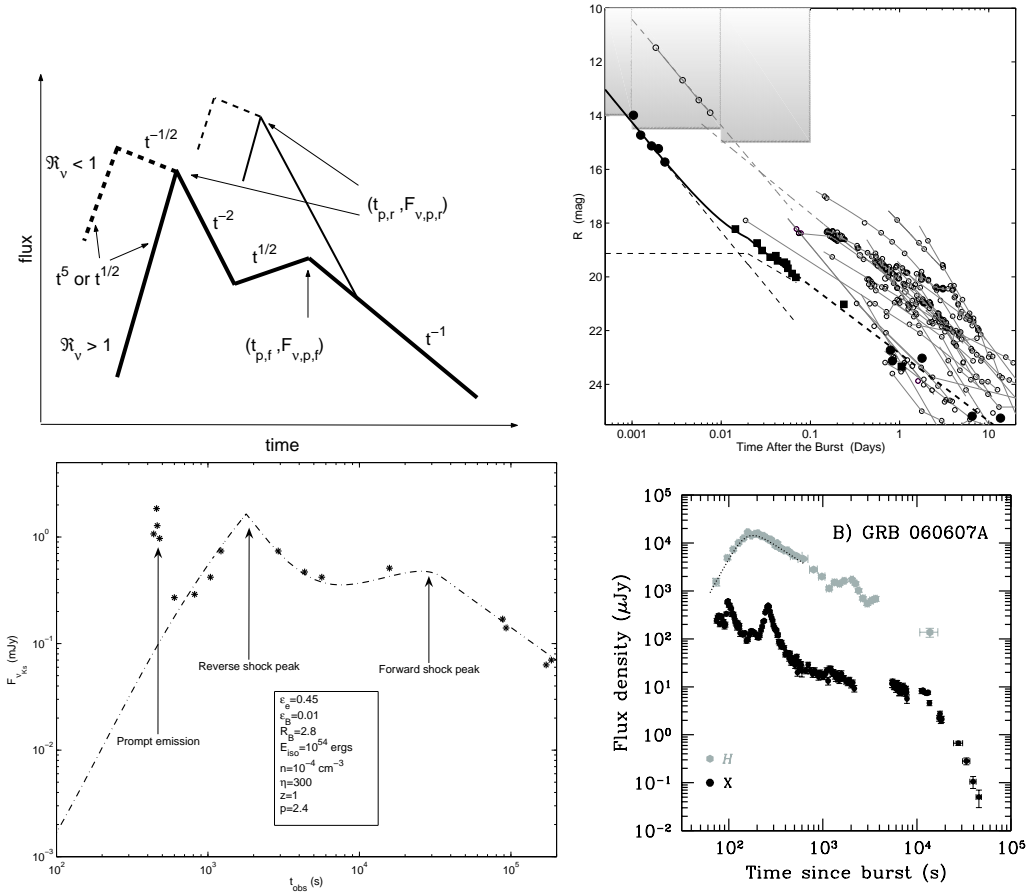 t^{-1/2}
ℜ_ν < 1
(t_{p,r} ,F_{ν,p,r})
t^{-2}
t^{1/2}
t^5 or t^{1/2}
flux
ℜ_ν > 1
(t_{p,f} ,F_{ν,p,f})
t^{-1}
time
10
12
14
16
18
20
22
24
R (mag)
0.001 0.01 0.1 1 10
Time After the Burst (Days)
10^0
10^{-1}
10^{-2}
10^{-3}
F_{ν_{Ks}} (mJy)
Reverse shock peak
Forward shock peak
Prompt emission
ε_e=0.45
ε_B=0.01
R_B=2.8
E_{iso}=10^{54} ergs
n=10^{-4} cm^{-3}
η=300
z=1
p=2.4
10^2 10^3 10^4 10^5
t_{obs} (s)
B) GRB 060607A
10^5
10^4
10^3
10^2
10^1
10^0
10^{-1}
10^{-2}
Flux density (μJy)
H
X
10^2 10^3 10^4 10^5
Time since burst (s)